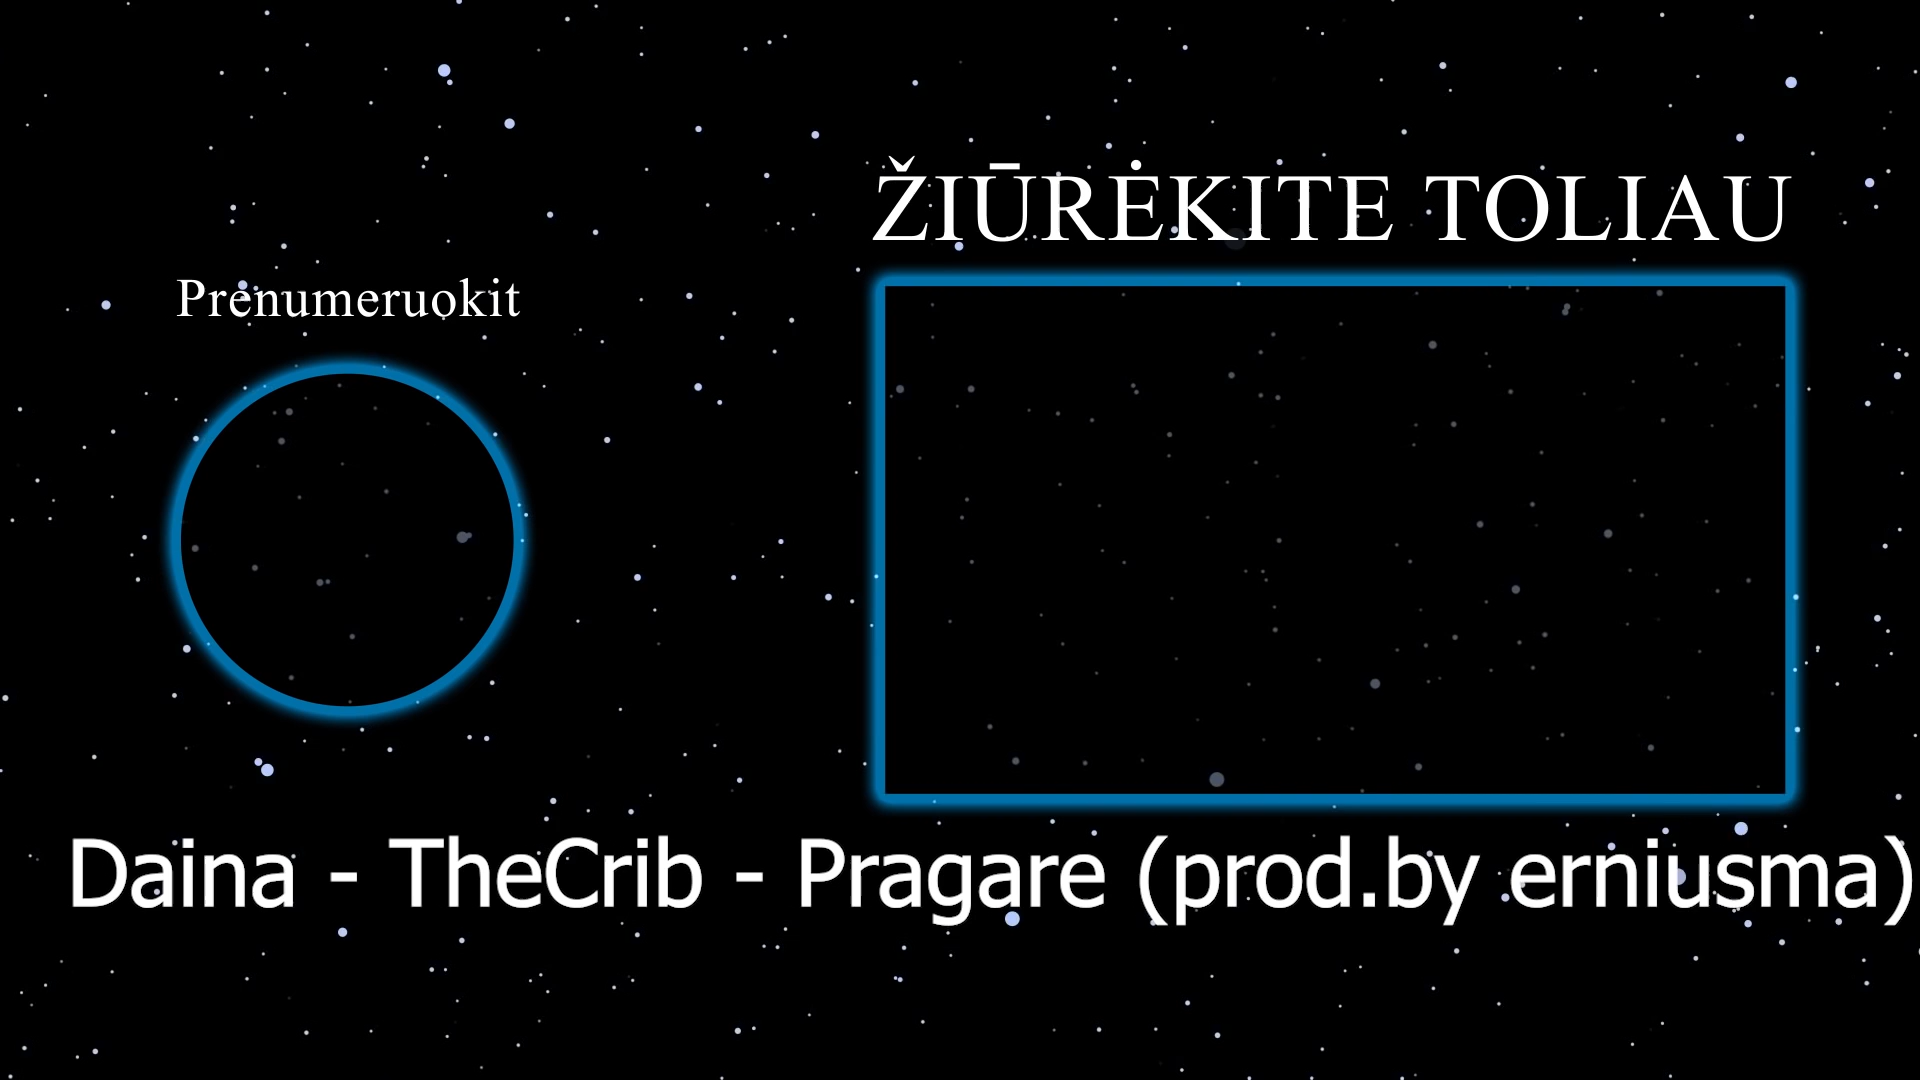 ŽIŪRĖKITE TOLIAU
Prenumeruokit
Daina - TheCrib - Pragare (prod.by erniusma)